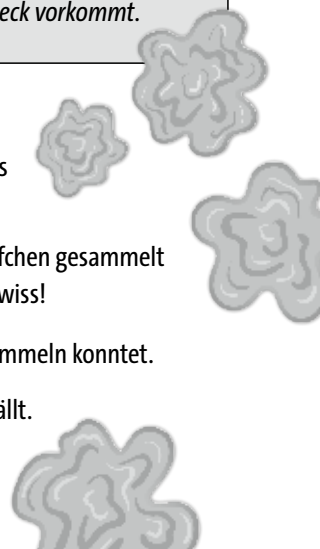 eck vorkommt.
s
fchen gesammelt
wiss!
mmeln konntet.
ällt.